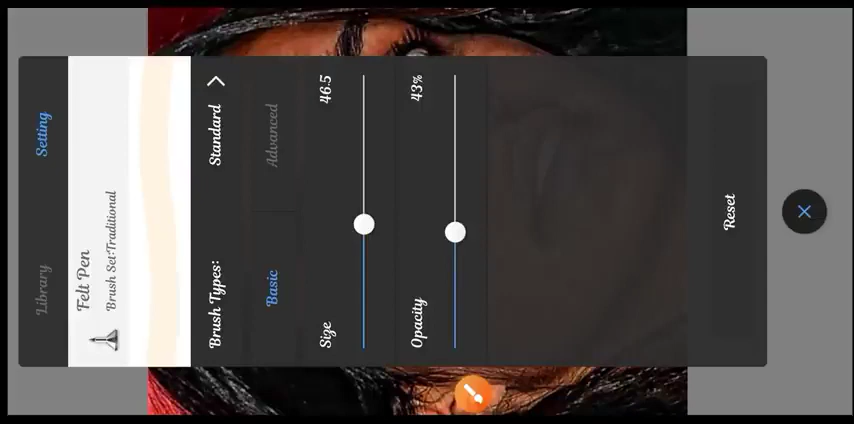 Library Setting
Felt Pen
Brush Set:Traditional
Brush Types: Standard
Basic Advanced
Size 46.5
Opacity 43%
Reset